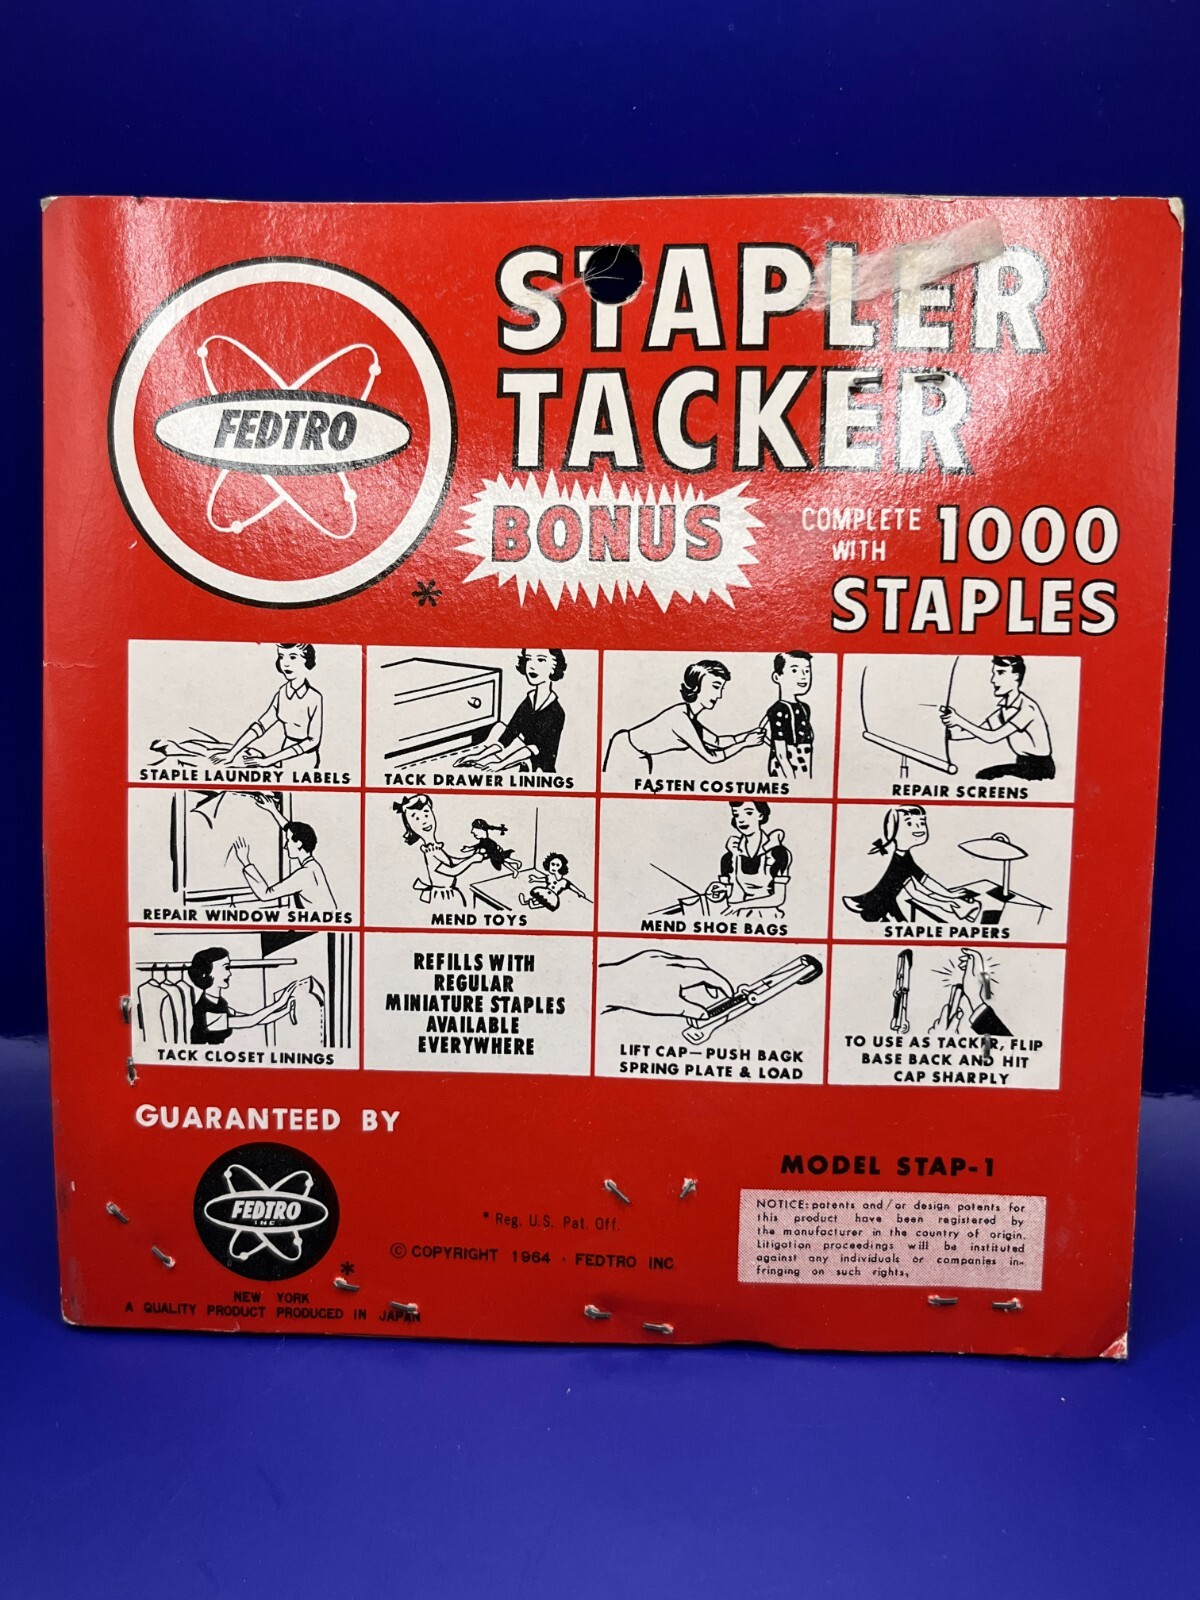 FEDTRO
STAPLER
TACKER
BONUS
COMPLETE
WITH
1000
STAPLES
*
STAPLE LAUNDRY LABELS
TACK DRAWER LININGS
FASTEN COSTUMES
REPAIR SCREENS
REPAIR WINDOW SHADES
MEND TOYS
MEND SHOE BAGS
STAPLE PAPERS
TACK CLOSET LININGS
REFILLS WITH
REGULAR
MINIATURE STAPLES
AVAILABLE
EVERYWHERE
LIFT CAP—PUSH BACK
SPRING PLATE & LOAD
TO USE AS TACKER, FLIP
BASE BACK AND HIT
CAP SHARPLY
GUARANTEED BY
FEDTRO
INC
*
NEW YORK
A QUALITY PRODUCT PRODUCED IN JAPAN
* Reg. U.S. Pat. Off.
© COPYRIGHT 1964 · FEDTRO INC.
MODEL STAP-1
NOTICE: patents and/or design patents for
this product have been registered by
the manufacturer in the country of origin.
Litigation proceedings will be instituted
against any individuals or companies in-
fringing on such rights,